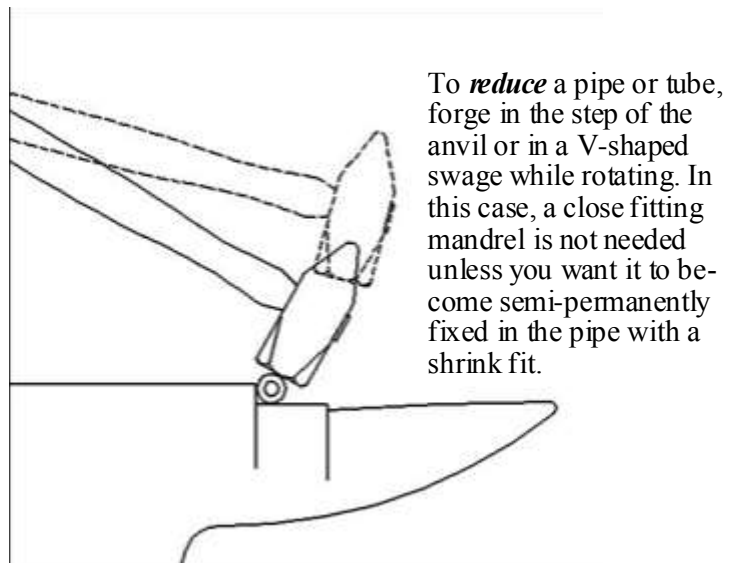 To reduce a pipe or tube,
forge in the step of the
anvil or in a V-shaped
swage while rotating. In
this case, a close fitting
mandrel is not needed
unless you want it to be-
come semi-permanently
fixed in the pipe with a
shrink fit.